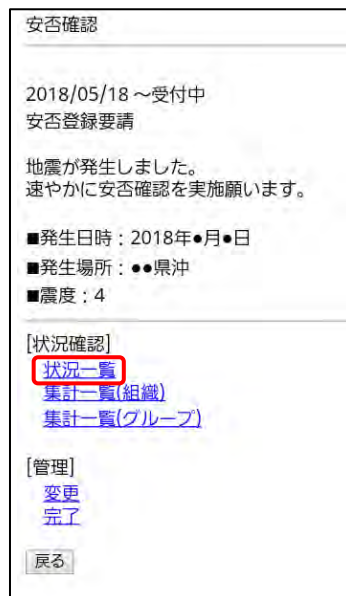 安否確認
2018/05/18 ～受付中
安否登録要請
地震が発生しました。
速やかに安否確認を実施願います。
■発生日時：2018年●月●日
■発生場所：●●県沖
■震度：4
[状況確認]
状況一覧
集計一覧(組織)
集計一覧(グループ)
[管理]
変更
完了
戻る